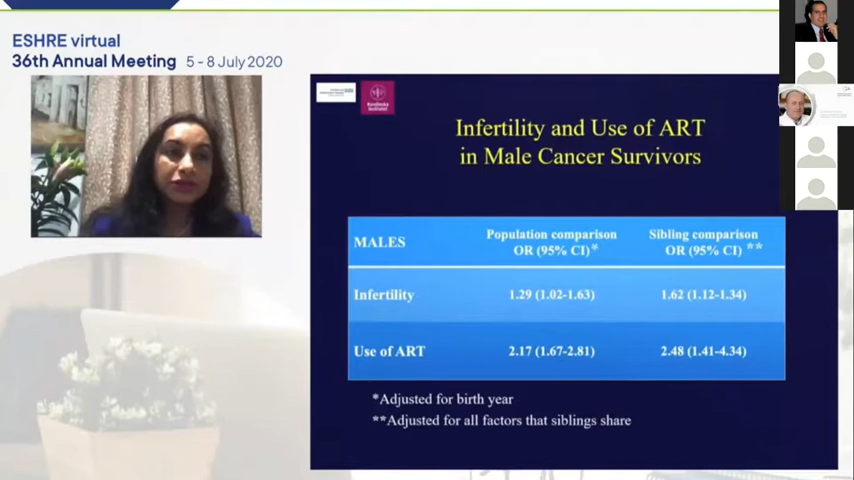 ESHRE virtual
36th Annual Meeting 5 - 8 July 2020
Karolinska
Institutet
Infertility and Use of ART
in Male Cancer Survivors
MALES
Population comparison
OR (95% CI)*
Sibling comparison
OR (95% CI) **
Infertility 1.29 (1.02-1.63) 1.62 (1.12-1.34)
Use of ART 2.17 (1.67-2.81) 2.48 (1.41-4.34)
*Adjusted for birth year
**Adjusted for all factors that siblings share